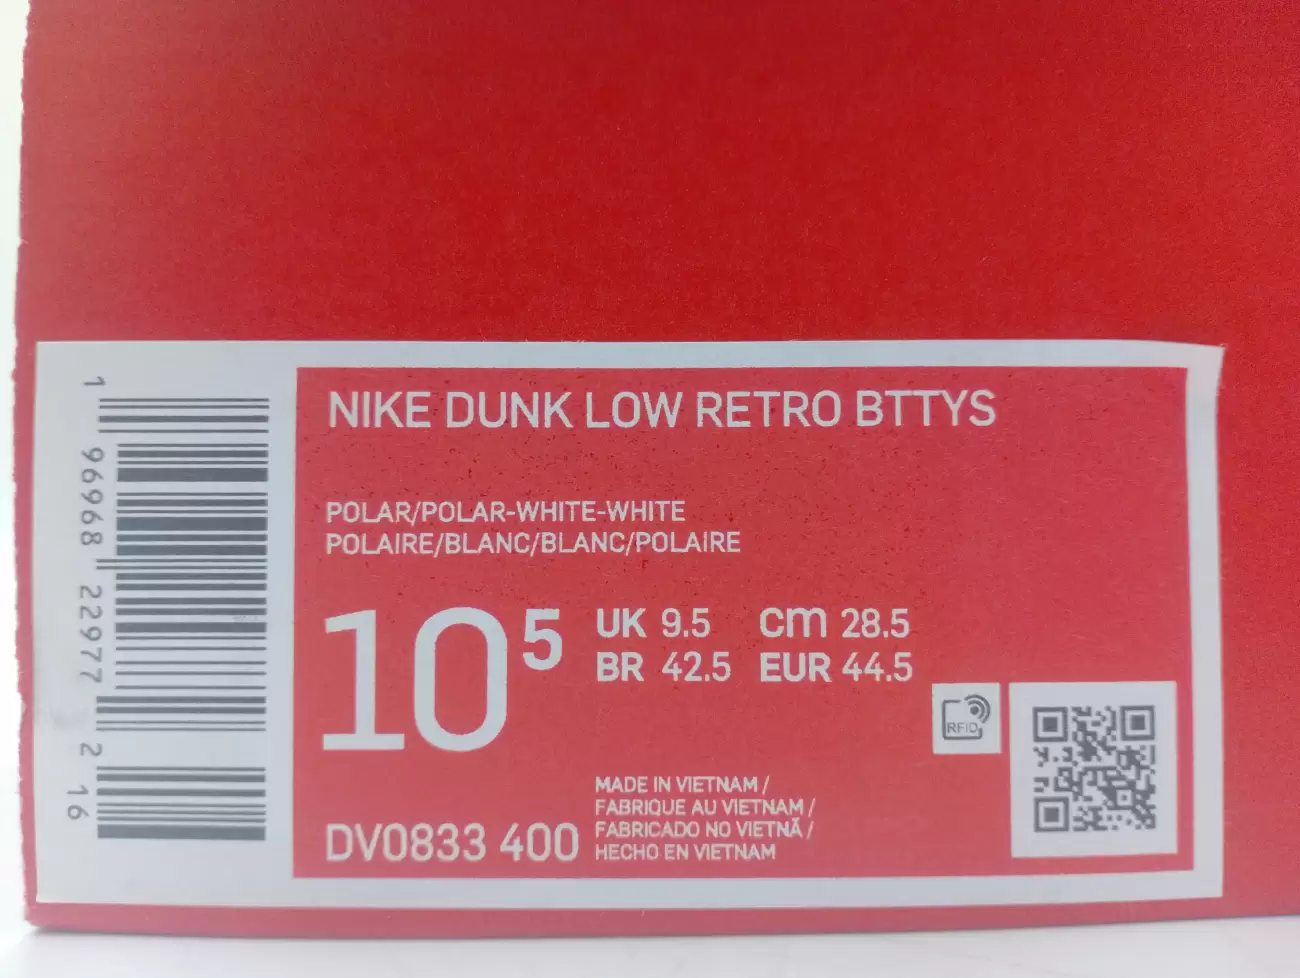 1 96968 22977 2 16
NIKE DUNK LOW RETRO BTTYS
POLAR/POLAR-WHITE-WHITE
POLAIRE/BLANC/BLANC/POLAIRE
10 5
UK 9.5 cm 28.5
BR 42.5 EUR 44.5
RFID
MADE IN VIETNAM /
FABRIQUE AU VIETNAM /
FABRICADO NO VIETNÃ /
HECHO EN VIETNAM
DV0833 400